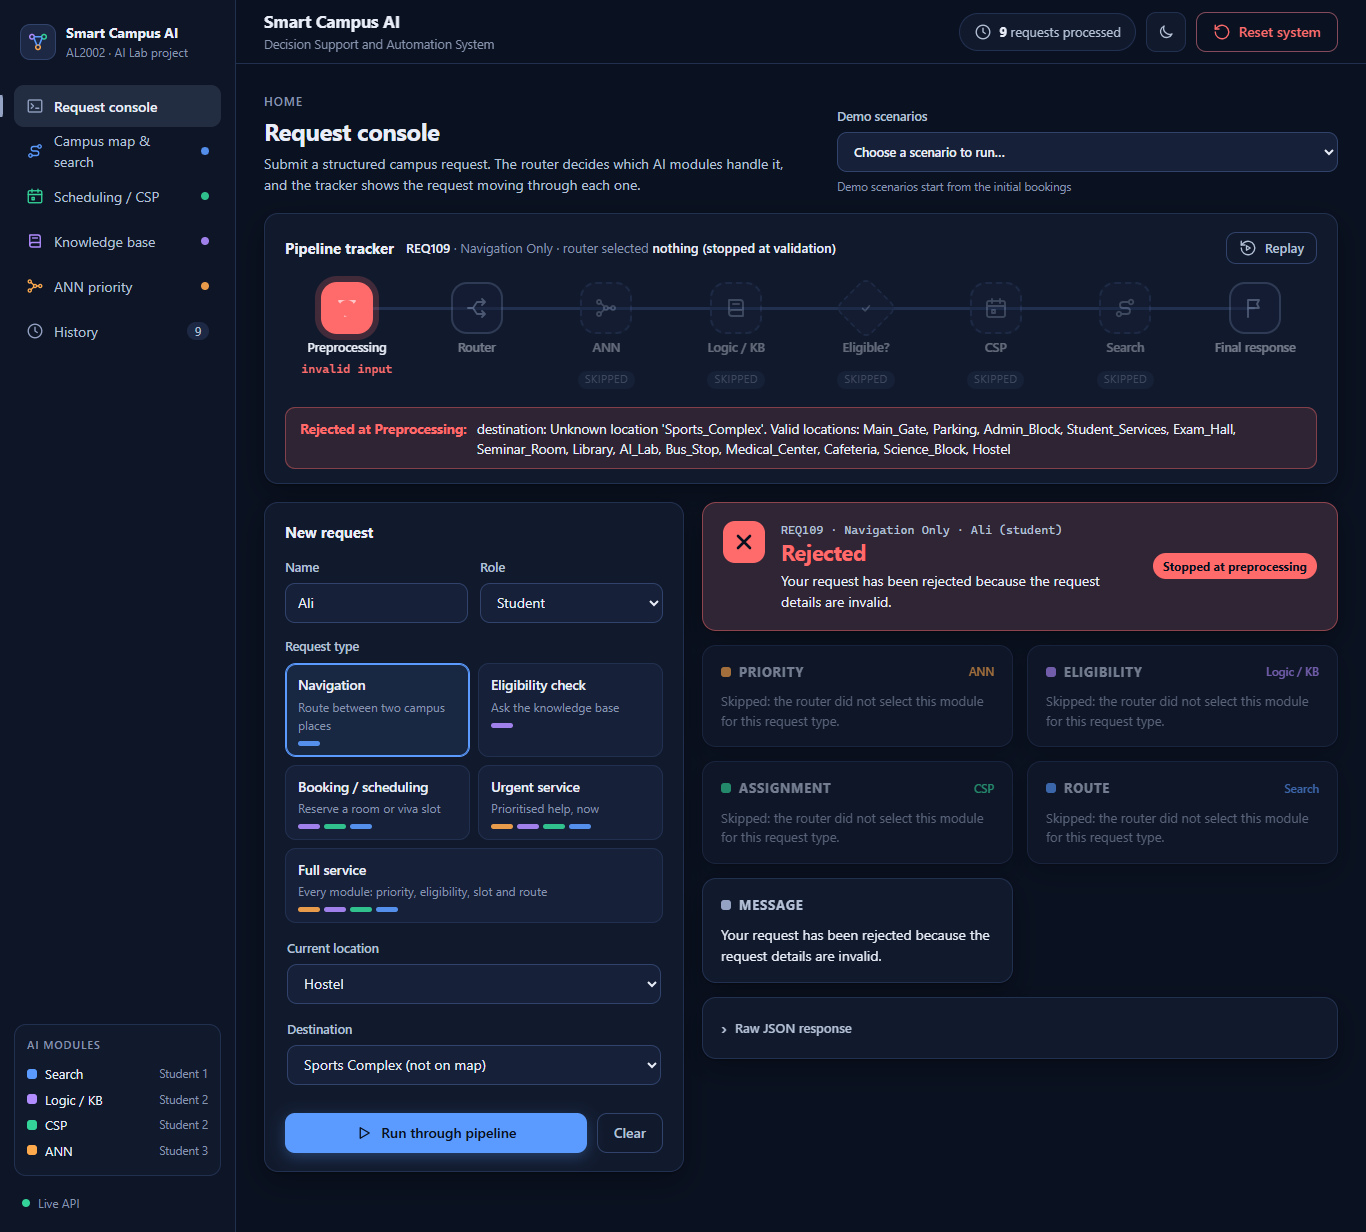 Smart Campus AI
AL2002 · AI Lab project
Request console
Campus map &
search
Scheduling / CSP
Knowledge base
ANN priority
History
9
AI MODULES
Search
Student 1
Logic / KB
Student 2
CSP
Student 2
ANN
Student 3
Live API
Smart Campus AI
Decision Support and Automation System
9 requests processed
Reset system
HOME
Request console
Submit a structured campus request. The router decides which AI modules handle it,
and the tracker shows the request moving through each one.
Demo scenarios
Choose a scenario to run...
Demo scenarios start from the initial bookings
Pipeline tracker
REQ109 · Navigation Only · router selected nothing (stopped at validation)
Replay
Preprocessing
invalid input
Router
ANN
SKIPPED
Logic / KB
SKIPPED
Eligible?
SKIPPED
CSP
SKIPPED
Search
SKIPPED
Final response
Rejected at Preprocessing: destination: Unknown location 'Sports_Complex'. Valid locations: Main_Gate, Parking, Admin_Block, Student_Services, Exam_Hall,
Seminar_Room, Library, AI_Lab, Bus_Stop, Medical_Center, Cafeteria, Science_Block, Hostel
New request
Name
Role
Ali
Student
Request type
Navigation
Route between two campus
places
Eligibility check
Ask the knowledge base
Booking / scheduling
Reserve a room or viva slot
Urgent service
Prioritised help, now
Full service
Every module: priority, eligibility, slot and route
Current location
Hostel
Destination
Sports Complex (not on map)
Run through pipeline
Clear
REQ109 · Navigation Only · Ali (student)
Rejected
Your request has been rejected because the request
details are invalid.
Stopped at preprocessing
PRIORITY
ANN
Skipped: the router did not select this module
for this request type.
ELIGIBILITY
Logic / KB
Skipped: the router did not select this module
for this request type.
ASSIGNMENT
CSP
Skipped: the router did not select this module
for this request type.
ROUTE
Search
Skipped: the router did not select this module
for this request type.
MESSAGE
Your request has been rejected because the
request details are invalid.
› Raw JSON response